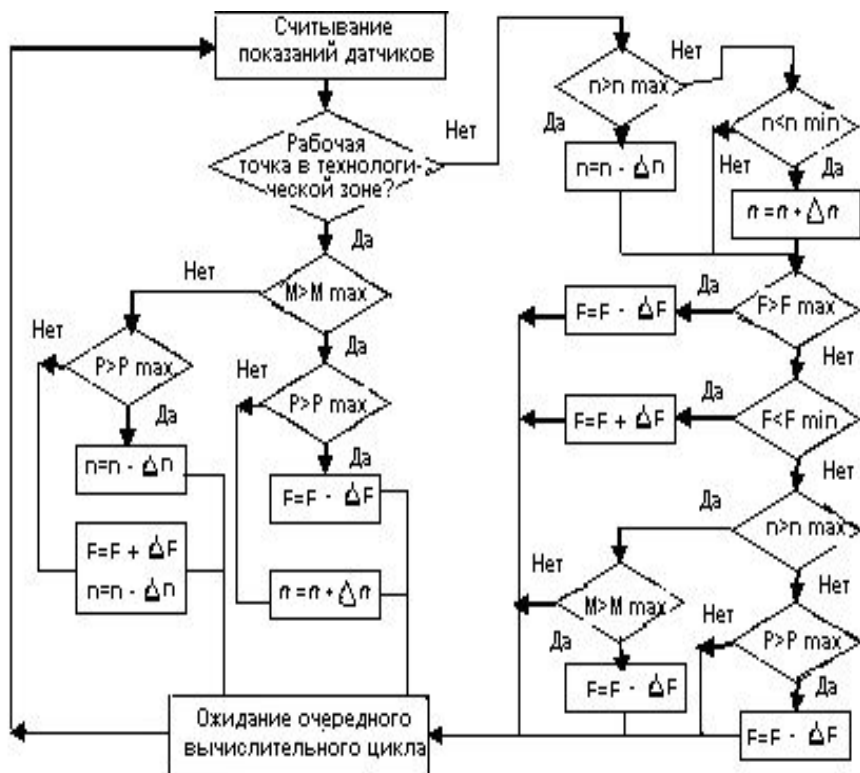 Считывание
показаний датчиков
Нет
n>n max
Нет
n<n min
Да
Нет
Да
n=n - Δn
n=n+Δn
Рабочая
точка в технологи-
ческой зоне?
Да
Нет
M>M max
Да
F=F - ΔF
F>F max
Нет
Нет
P>P max
Да
Нет
P>P max
Да
F=F + ΔF
F<F min
Да
Нет
n=n - Δn
Да
F=F - ΔF
Да
n>n max
F=F + ΔF
n=n - Δn
n=n+Δn
Нет
M>M max
Нет
Нет
P>P max
Да
F=F - ΔF
Да
F=F - ΔF
Ожидание очередного
вычислительного цикла